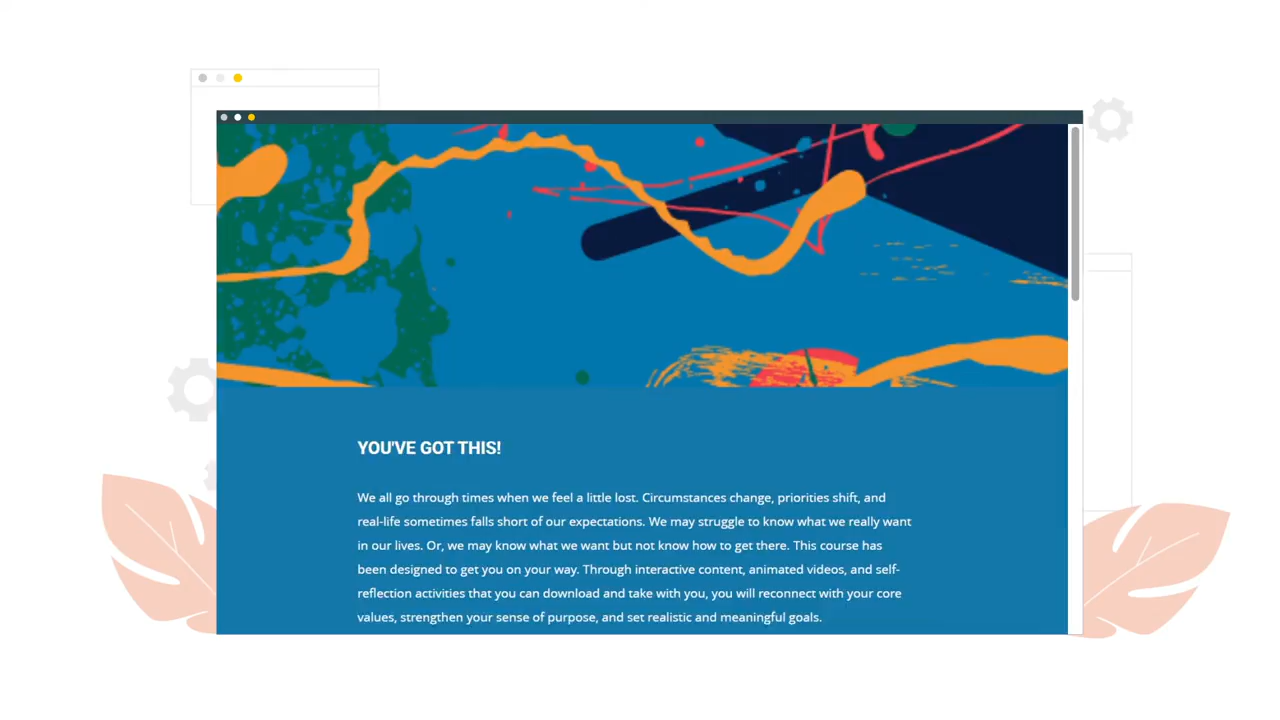 YOU'VE GOT THIS!
We all go through times when we feel a little lost. Circumstances change, priorities shift, and
real-life sometimes falls short of our expectations. We may struggle to know what we really want
in our lives. Or, we may know what we want but not know how to get there. This course has
been designed to get you on your way. Through interactive content, animated videos, and self-
reflection activities that you can download and take with you, you will reconnect with your core
values, strengthen your sense of purpose, and set realistic and meaningful goals.